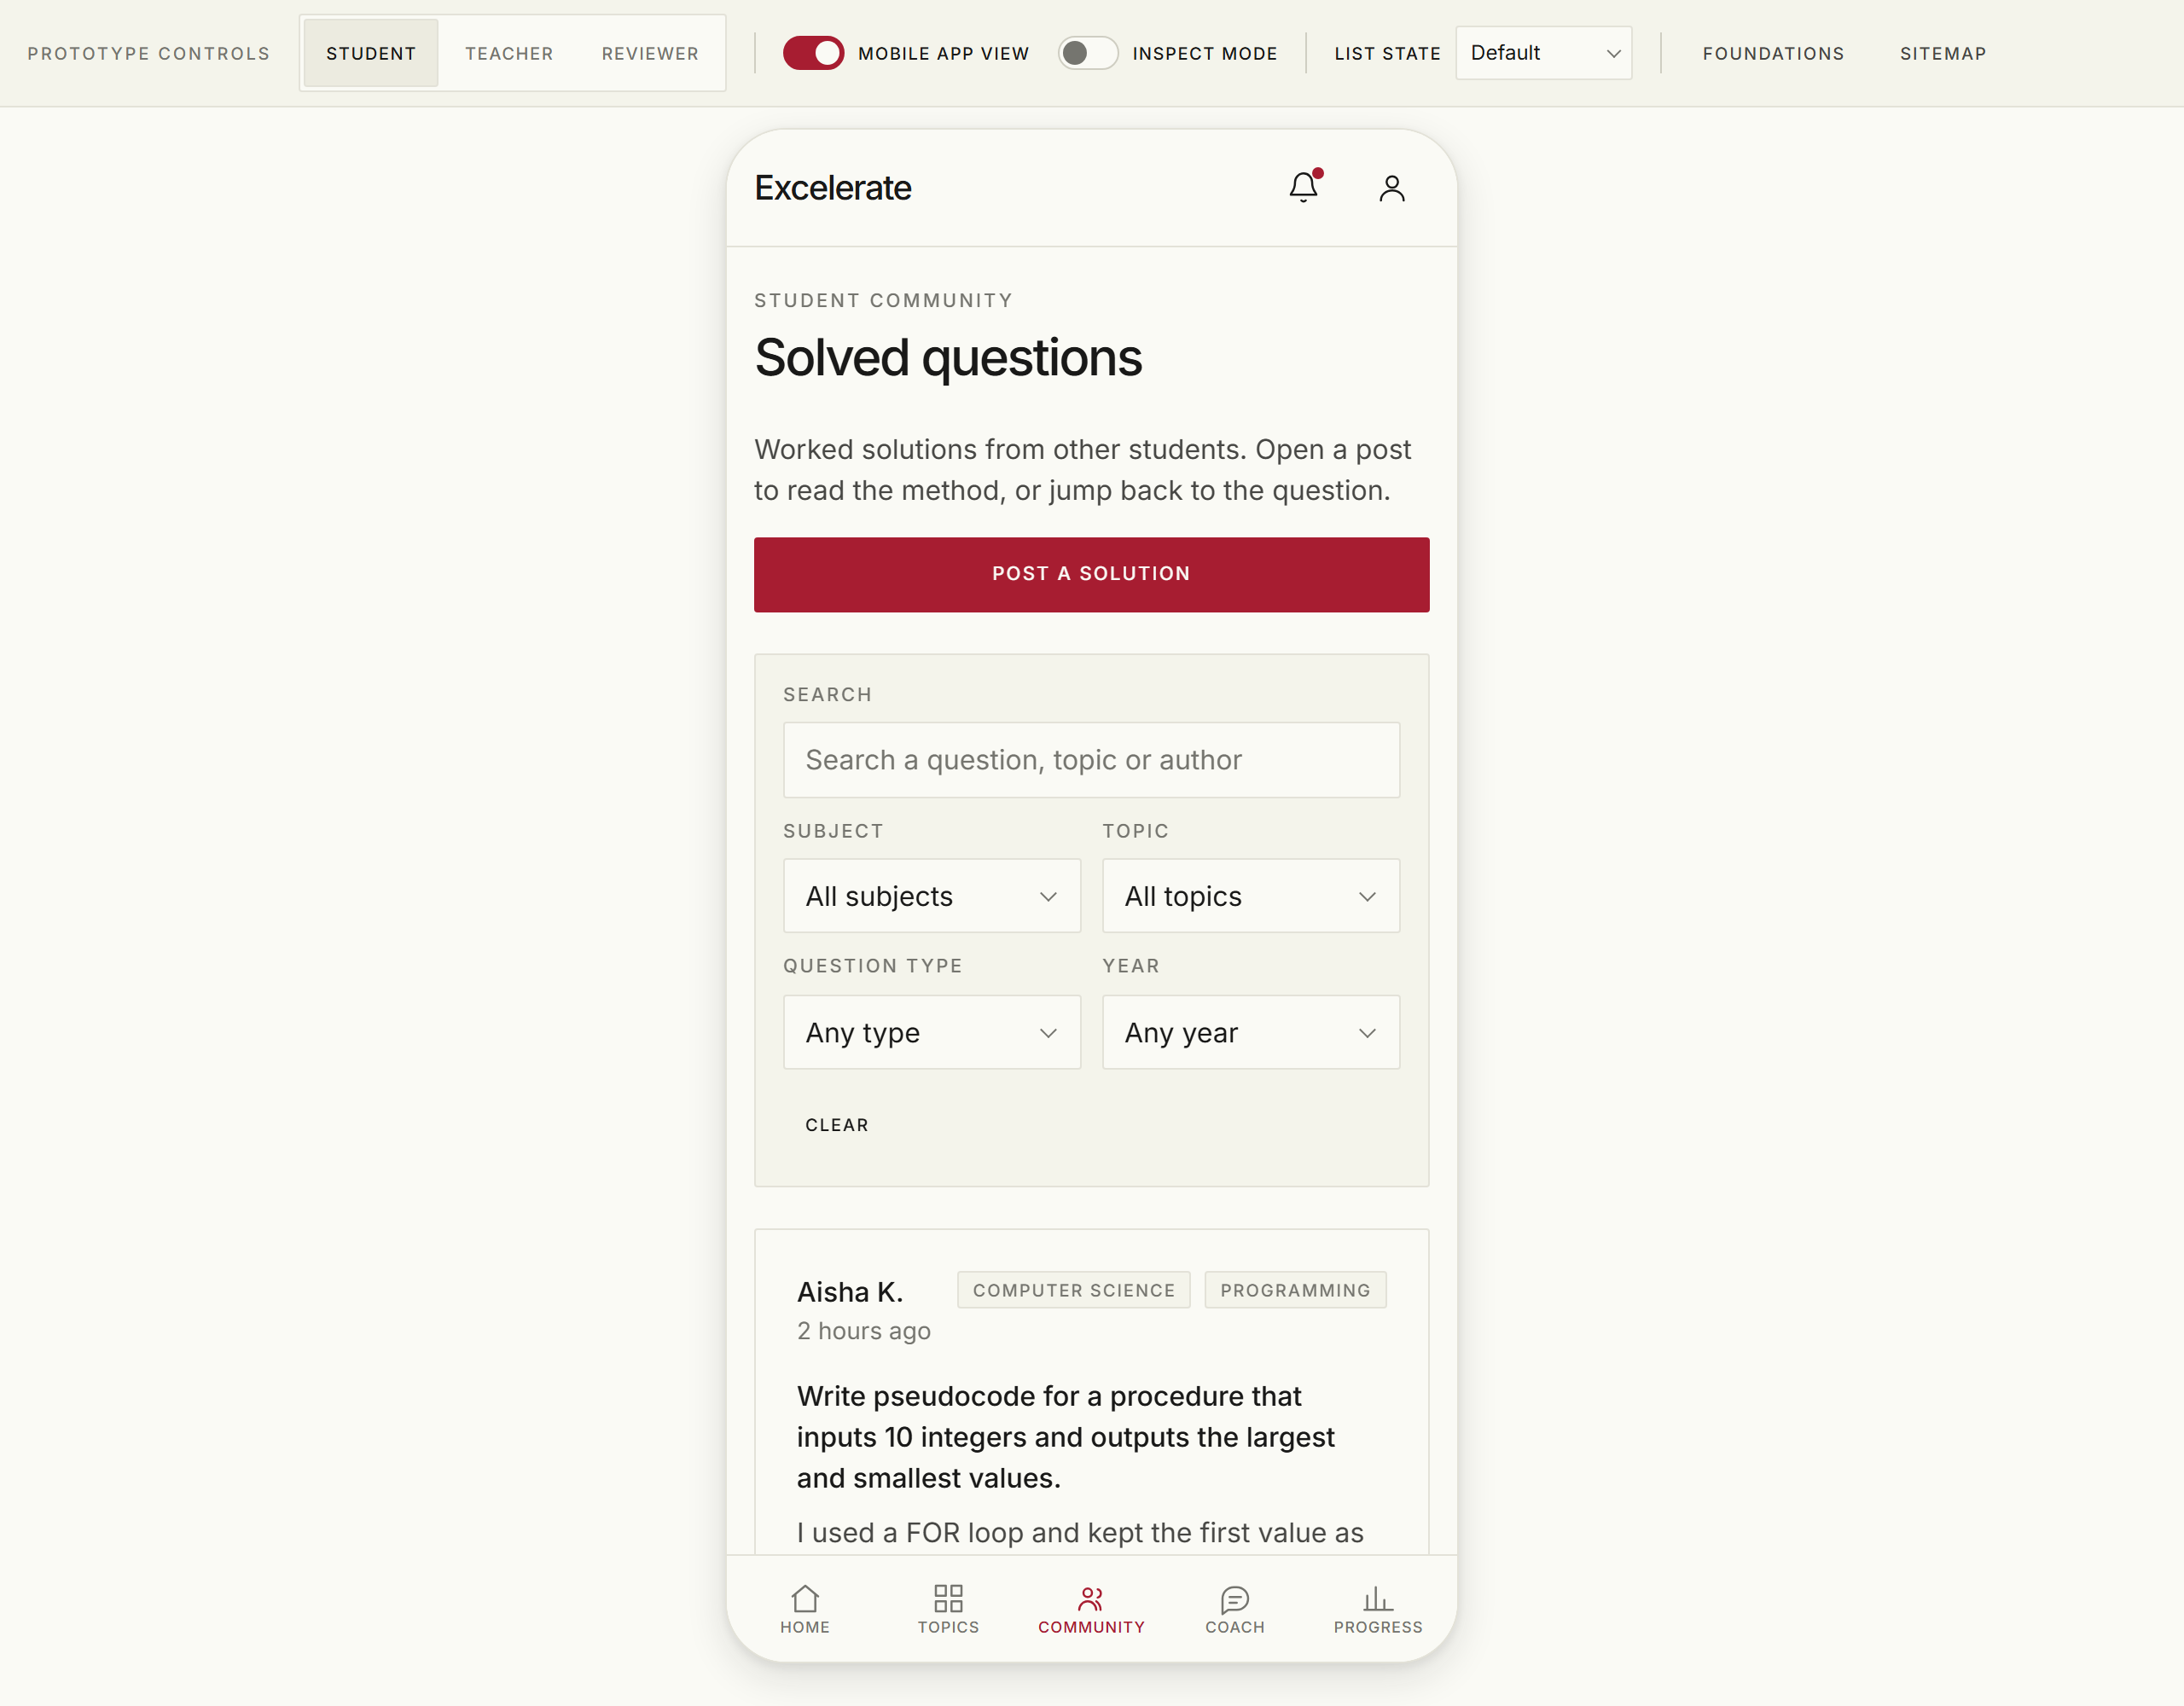 PROTOTYPE CONTROLS STUDENT TEACHER REVIEWER MOBILE APP VIEW INSPECT MODE LIST STATE Default FOUNDATIONS SITEMAP
Excelerate
STUDENT COMMUNITY
Solved questions
Worked solutions from other students. Open a post
to read the method, or jump back to the question.
POST A SOLUTION
SEARCH
Search a question, topic or author
SUBJECT TOPIC
All subjects All topics
QUESTION TYPE YEAR
Any type Any year
CLEAR
Aisha K. COMPUTER SCIENCE PROGRAMMING
2 hours ago
Write pseudocode for a procedure that
inputs 10 integers and outputs the largest
and smallest values.
I used a FOR loop and kept the first value as
HOME TOPICS COMMUNITY COACH PROGRESS